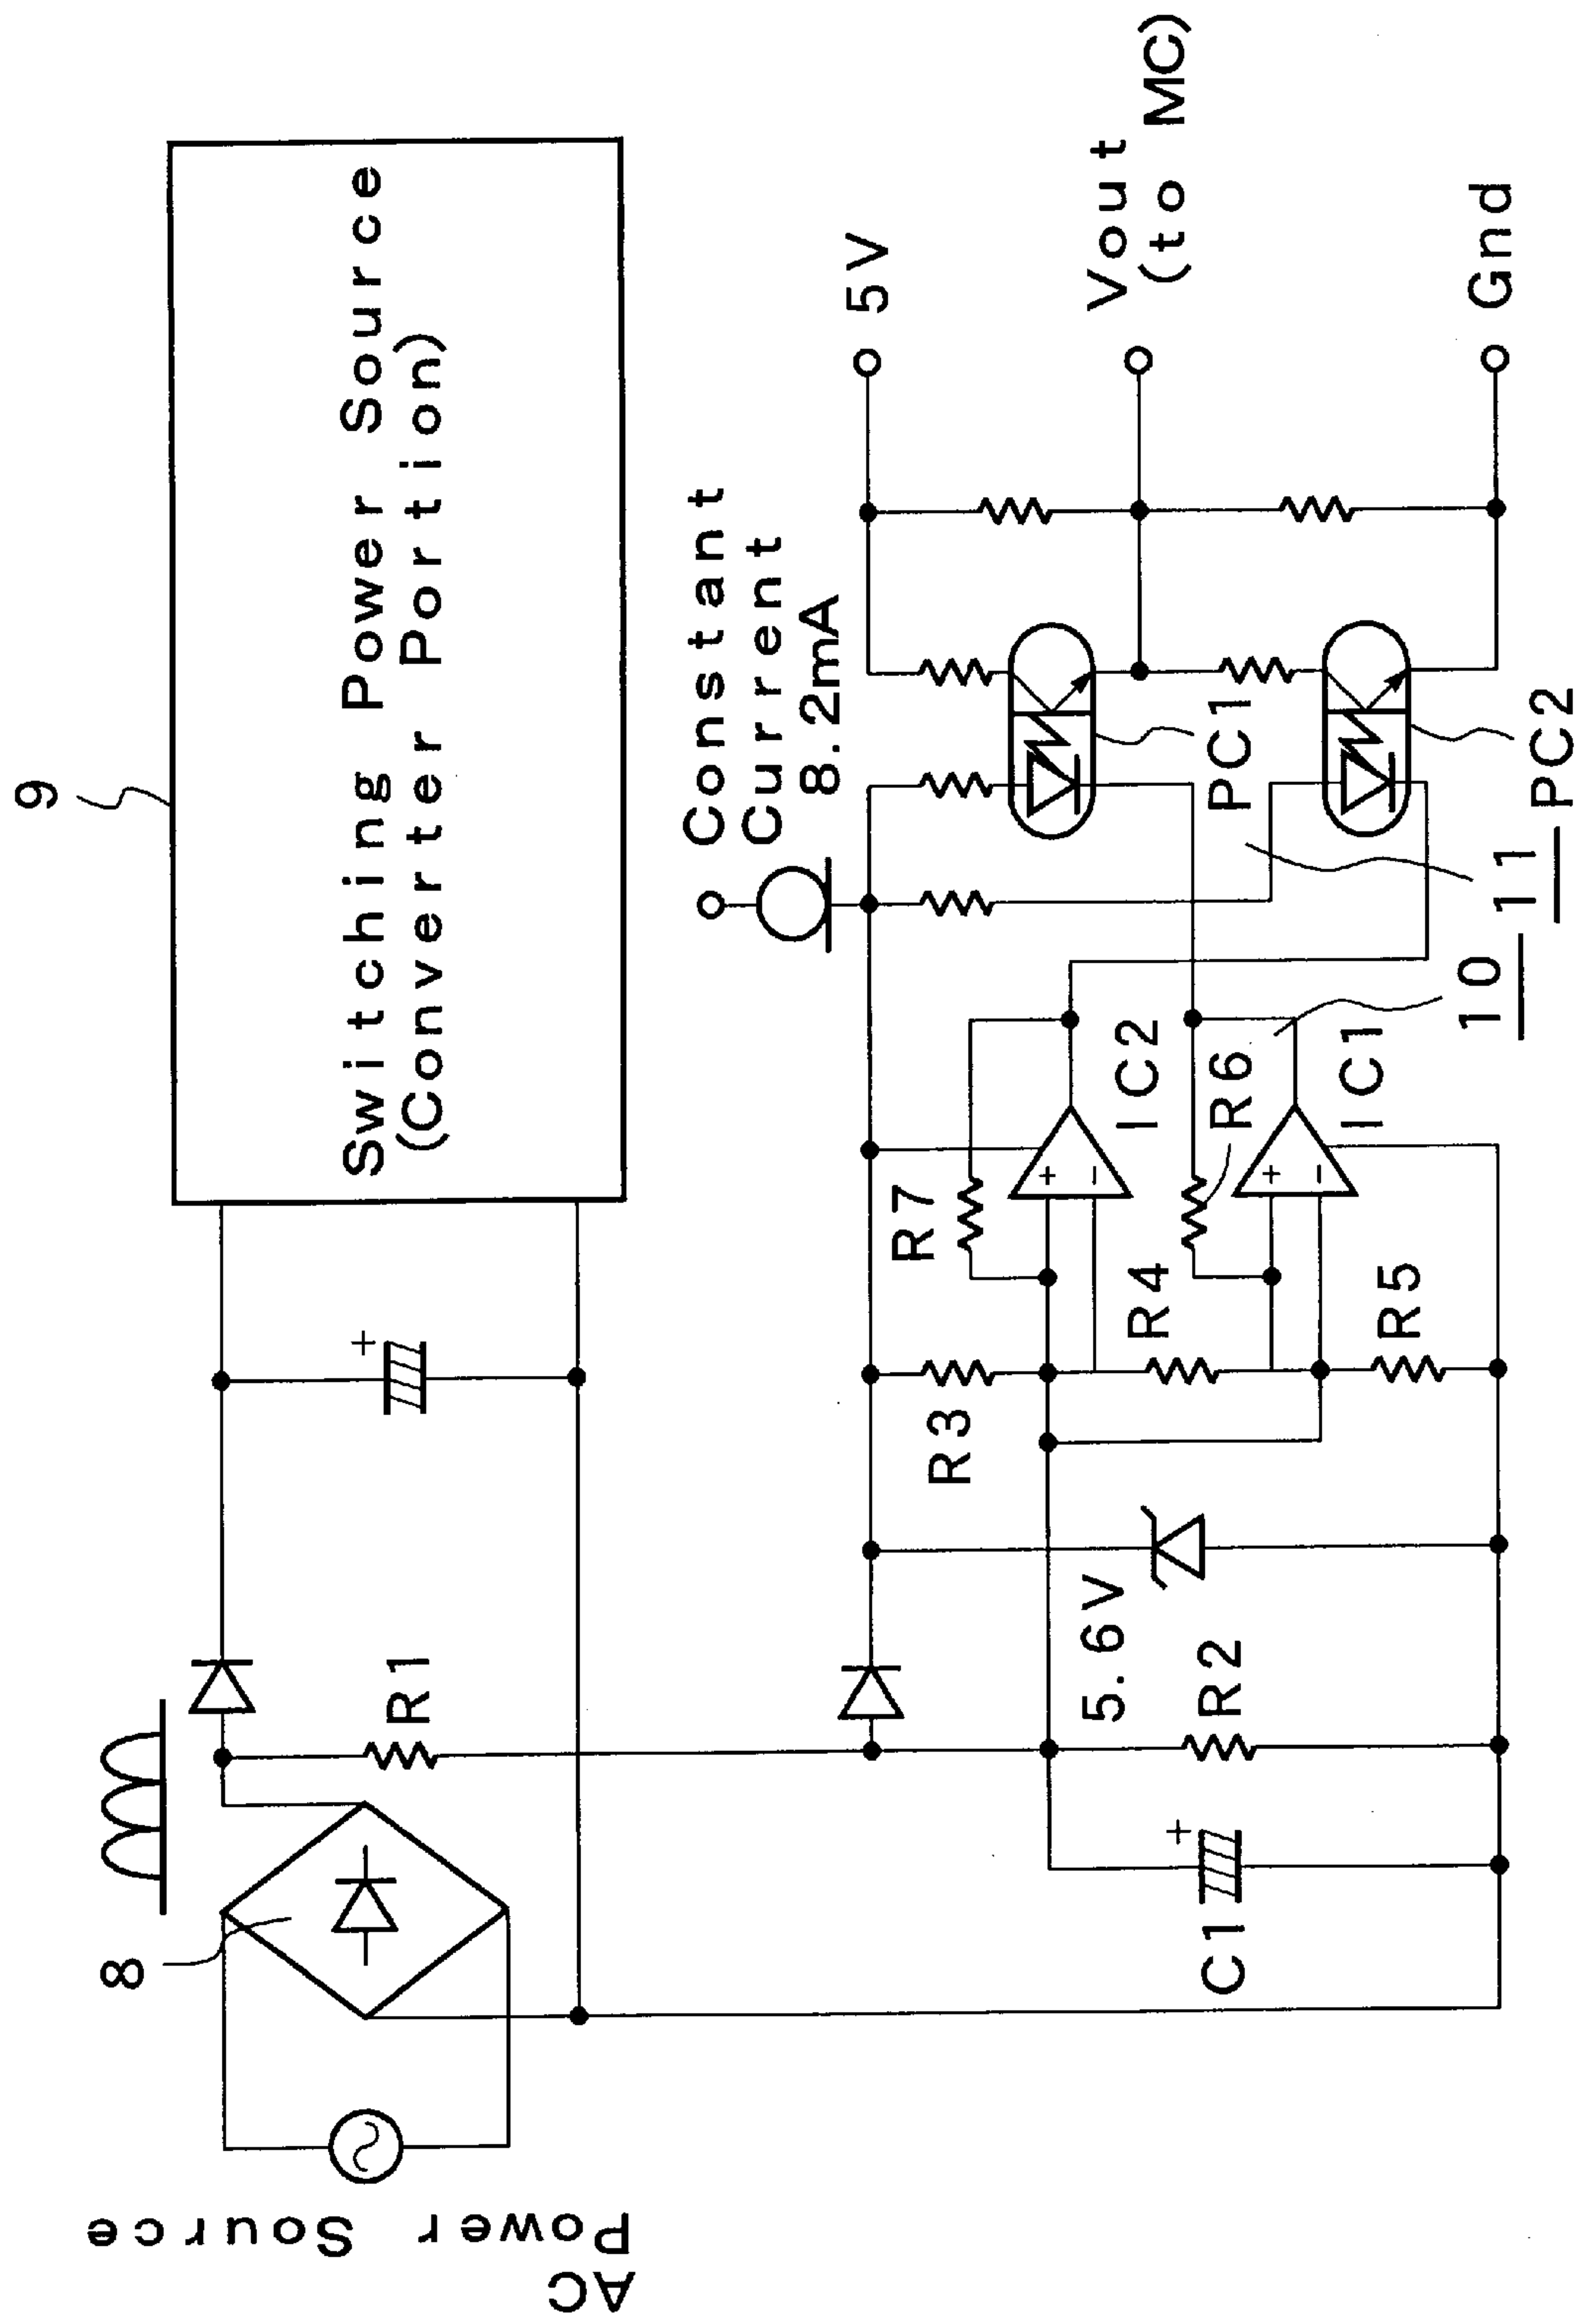 9
Switching Power Source
(Converter Portion)
8
AC
Power Source
R1
Constant
Current
8.2mA
5V
Vout
(to MC)
Gnd
R3
R7
+
-
IC2
R4
R6
+
-
IC1
R5
5.6V
R2
+
C1
+
PC1
PC2
10
11